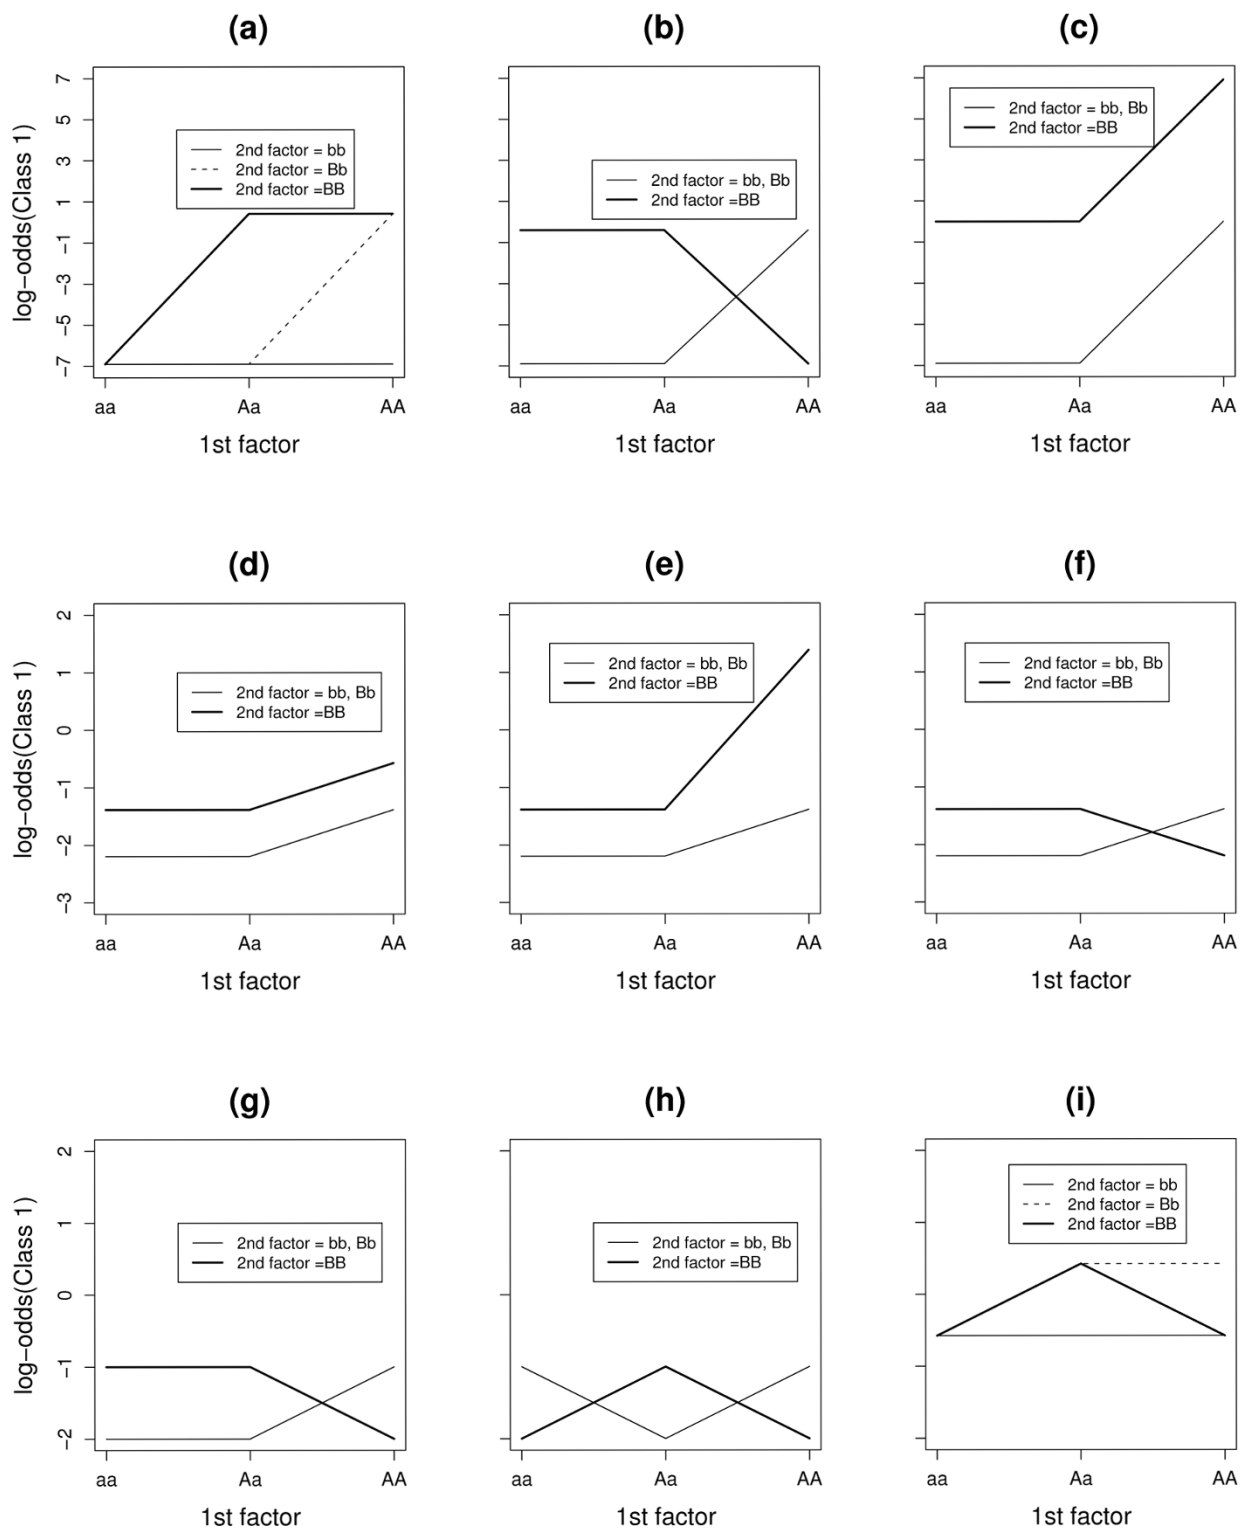 (a)
(b)
(c)
log−odds(Class 1)
7
5
3
1
−1
−3
−5
−7
2nd factor = bb
2nd factor = Bb
2nd factor =BB
2nd factor = bb, Bb
2nd factor =BB
2nd factor = bb, Bb
2nd factor =BB
aa Aa AA
aa Aa AA
aa Aa AA
1st factor
1st factor
1st factor
(d)
(e)
(f)
log−odds(Class 1)
2
1
0
−1
−2
−3
2nd factor = bb, Bb
2nd factor =BB
2nd factor = bb, Bb
2nd factor =BB
2nd factor = bb, Bb
2nd factor =BB
aa Aa AA
aa Aa AA
aa Aa AA
1st factor
1st factor
1st factor
(g)
(h)
(i)
log−odds(Class 1)
2
1
0
−1
−2
2nd factor = bb, Bb
2nd factor =BB
2nd factor = bb, Bb
2nd factor =BB
2nd factor = bb
2nd factor = Bb
2nd factor =BB
aa Aa AA
aa Aa AA
aa Aa AA
1st factor
1st factor
1st factor